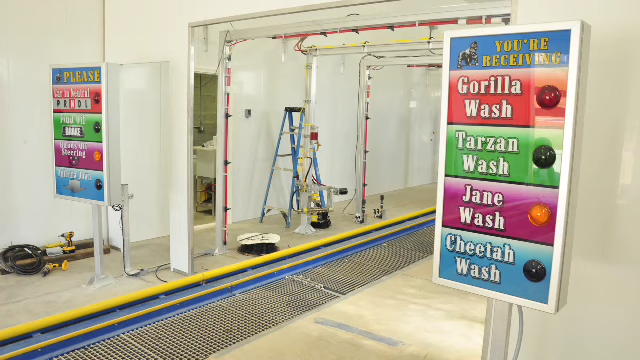 PLEASE
Car in Neutral
PRNDL
Foot Off
BRAKE
Hands Off
Steering
YOU'RE
RECEIVING
Gorilla
Wash
Tarzan
Wash
Jane
Wash
Cheetah
Wash